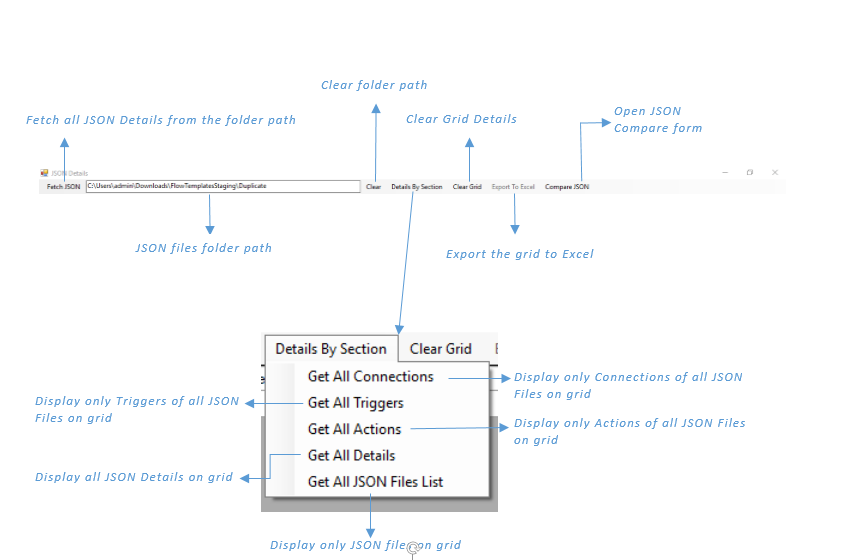 Clear folder path
Open JSON
Compare form
Fetch all JSON Details from the folder path
Clear Grid Details
JSON Details
Fetch JSON
C:\Users\admin\Downloads\FlowTemplatesStaging\Duplicate
Clear
Details By Section
Clear Grid
Export To Excel
Compare JSON
JSON files folder path
Export the grid to Excel
Details By Section
Clear Grid
Get All Connections
Display only Connections of all JSON
Files on grid
Get All Triggers
Display only Triggers of all JSON
Files on grid
Get All Actions
Display only Actions of all JSON Files
on grid
Get All Details
Display all JSON Details on grid
Get All JSON Files List
Display only JSON files on grid